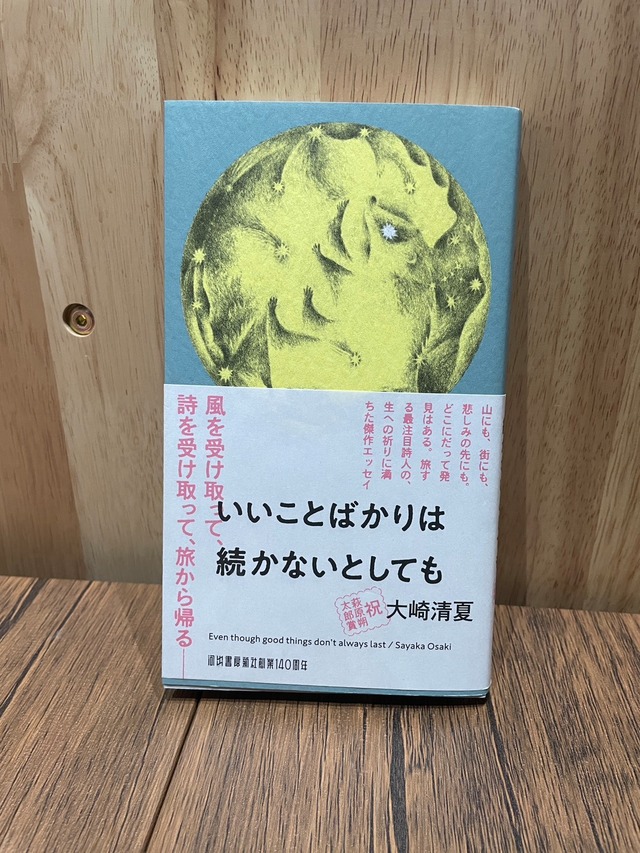 風を受け取って、
詩を受け取って、旅から帰る——
山にも、街にも、
悲しみの先にも。
どこにだって発
見はある。旅す
る最注目詩人の、
生への祈りに満
ちた傑作エッセイ
いいことばかりは
続かないとしても
祝
萩原朔
太郎賞
大崎清夏
Even though good things don't always last / Sayaka Osaki
河出書房新社創業140周年